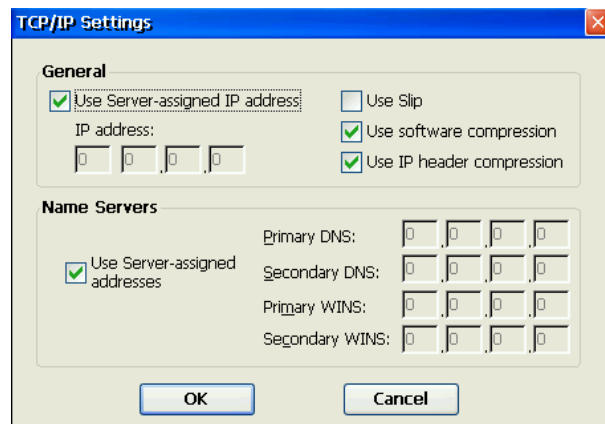 TCP/IP Settings
General
Use Server-assigned IP address
Use Slip
IP address:
Use software compression
0 0 . 0 . 0
Use IP header compression
Name Servers
Use Server-assigned
addresses
Primary DNS: 0 . 0 . 0 . 0
Secondary DNS: 0 . 0 . 0 . 0
Primary WINS: 0 . 0 . 0 . 0
Secondary WINS: 0 . 0 . 0 . 0
OK
Cancel